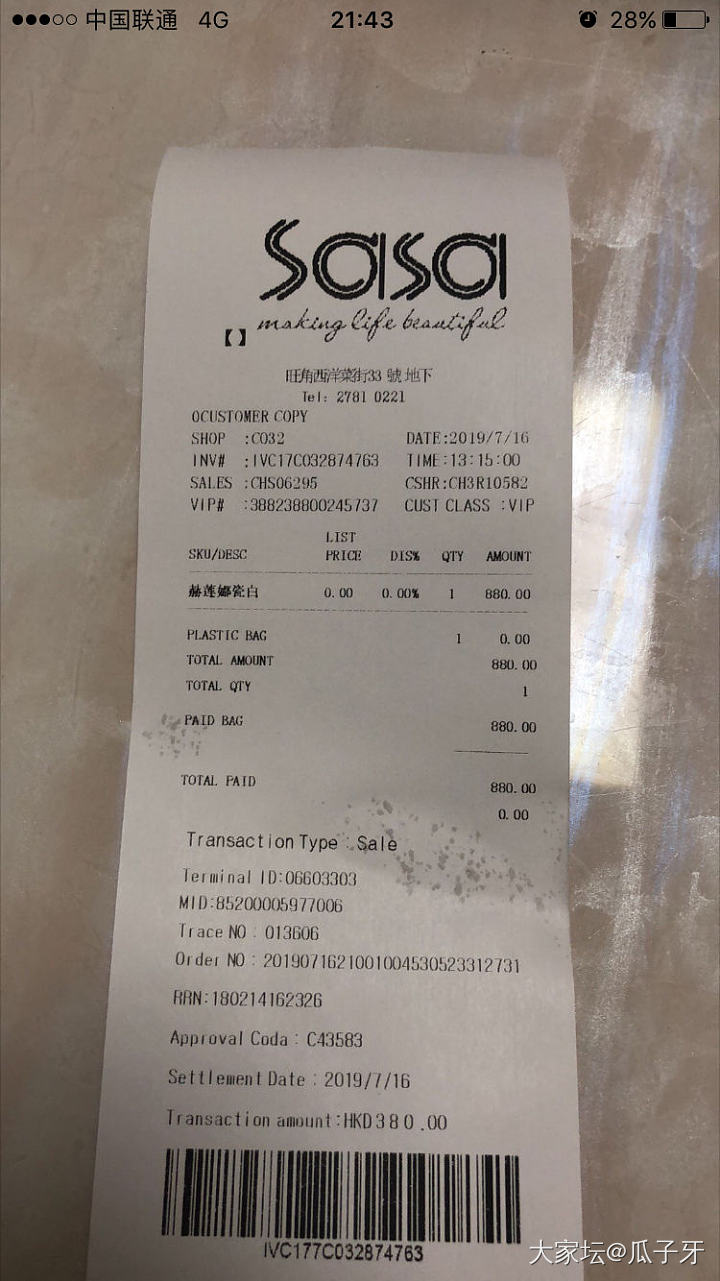 ●●●○○ 中国联通 4G 21:43 28%
sasa
making life beautiful
【】
旺角西洋菜街33 號 地下
Tel: 2781 0221
OCUSTOMER COPY
SHOP :C032 DATE:2019/7/16
INV# :IVC17C032874763 TIME:13:15:00
SALES :CHS06295 CSHR:CH3R10582
VIP# :388238800245737 CUST CLASS :VIP
LIST
SKU/DESC PRICE DIS% QTY AMOUNT
赫莲娜瓷白 0.00 0.00% 1 880.00
PLASTIC BAG 1 0.00
TOTAL AMOUNT 880.00
TOTAL QTY 1
PAID BAG 880.00
TOTAL PAID 880.00
0.00
Transaction Type : Sale
Terminal ID:06603303
MID:85200005977006
Trace NO : 013606
Order NO : 2019071621001004530523312731
RRN:180214162326
Approval Coda : C43583
Settlement Date : 2019/7/16
Transaction amount:HKD380.00
IVC177C032874763
大家坛@瓜子牙